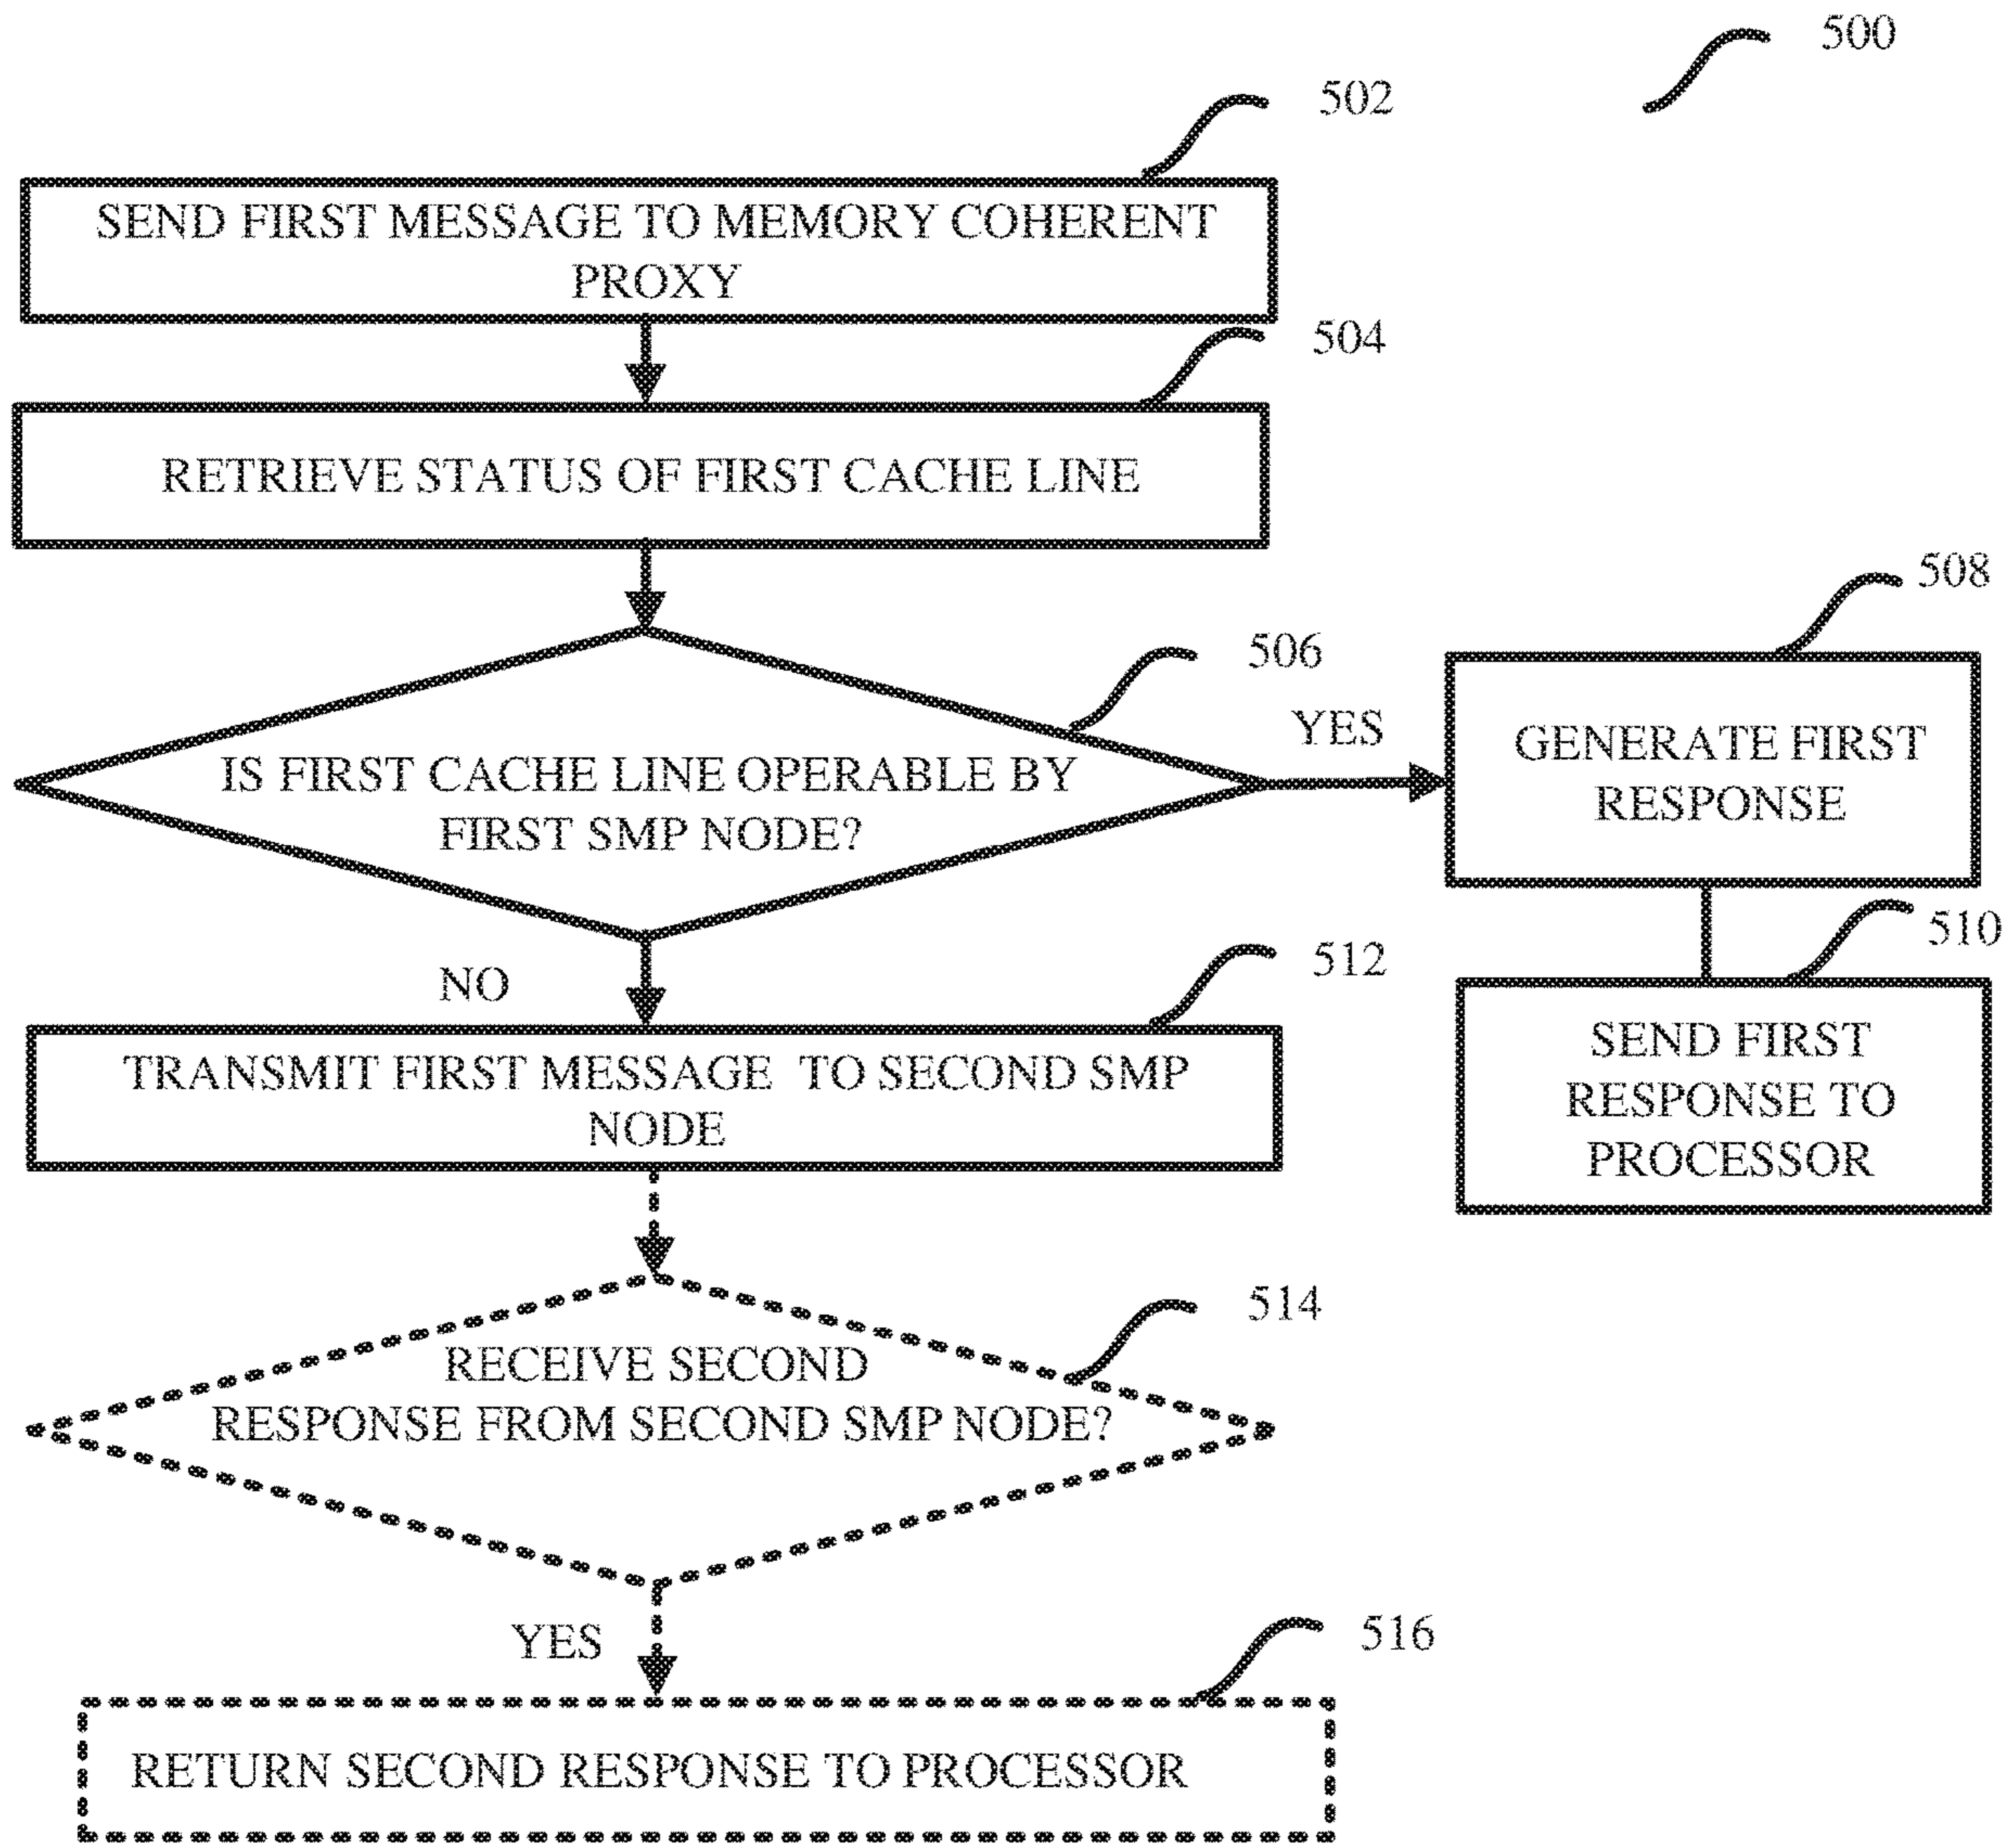 500
502
SEND FIRST MESSAGE TO MEMORY COHERENT
PROXY
504
RETRIEVE STATUS OF FIRST CACHE LINE
506
IS FIRST CACHE LINE OPERABLE BY
FIRST SMP NODE?
YES
508
GENERATE FIRST
RESPONSE
510
SEND FIRST
RESPONSE TO
PROCESSOR
NO
512
TRANSMIT FIRST MESSAGE TO SECOND SMP
NODE
514
RECEIVE SECOND
RESPONSE FROM SECOND SMP NODE?
YES
516
RETURN SECOND RESPONSE TO PROCESSOR